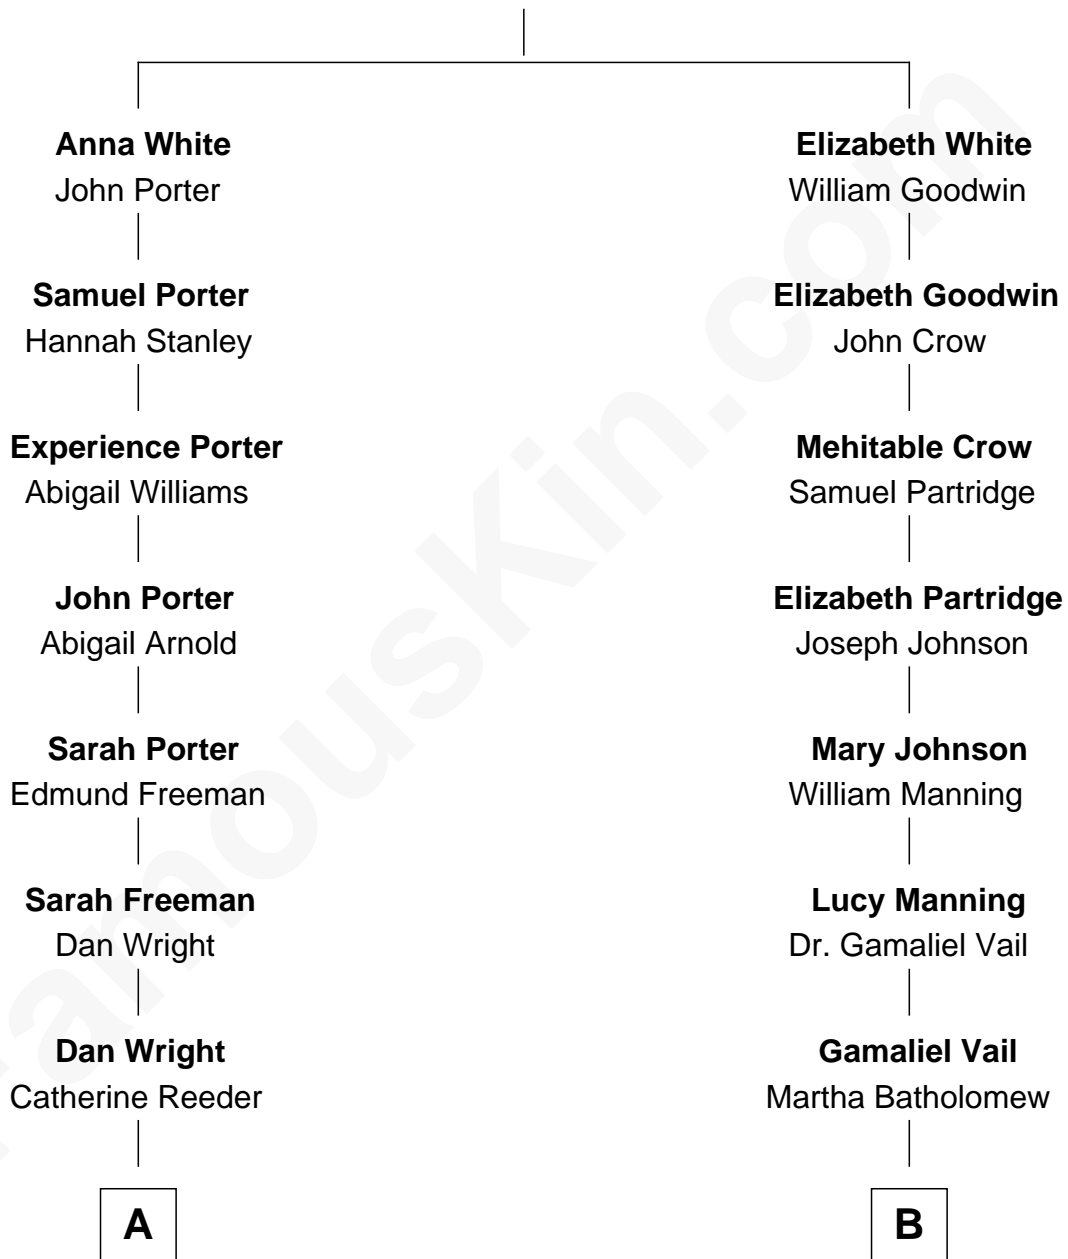 Anna White
John Porter
Samuel Porter
Hannah Stanley
Experience Porter
Abigail Williams
John Porter
Abigail Arnold
Sarah Porter
Edmund Freeman
Sarah Freeman
Dan Wright
Dan Wright
Catherine Reeder
A
Elizabeth White
William Goodwin
Elizabeth Goodwin
John Crow
Mehitable Crow
Samuel Partridge
Elizabeth Partridge
Joseph Johnson
Mary Johnson
William Manning
Lucy Manning
Dr. Gamaliel Vail
Gamaliel Vail
Martha Batholomew
B
FamousKin.com